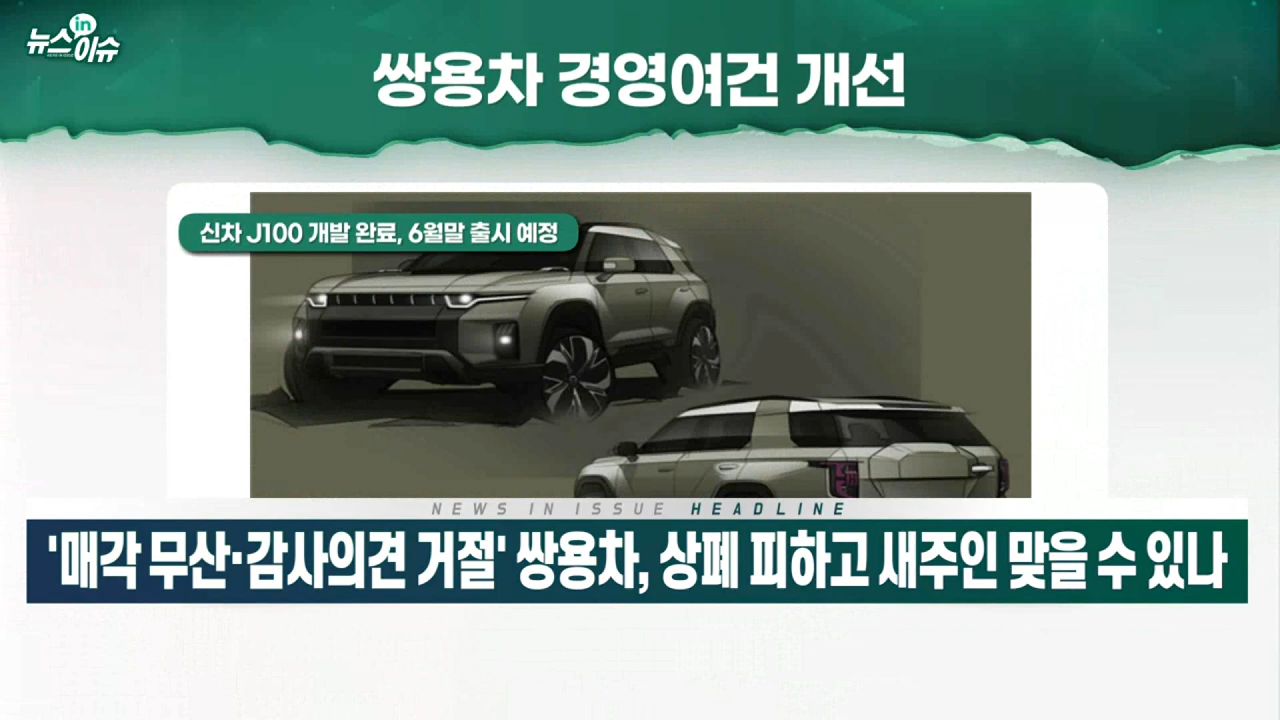 뉴스in이슈
쌍용차 경영여건 개선
신차 J100 개발 완료, 6월말 출시 예정
NEWS IN ISSUE HEADLINE
'매각 무산·감사의견 거절' 쌍용차, 상폐 피하고 새주인 맞을 수 있나